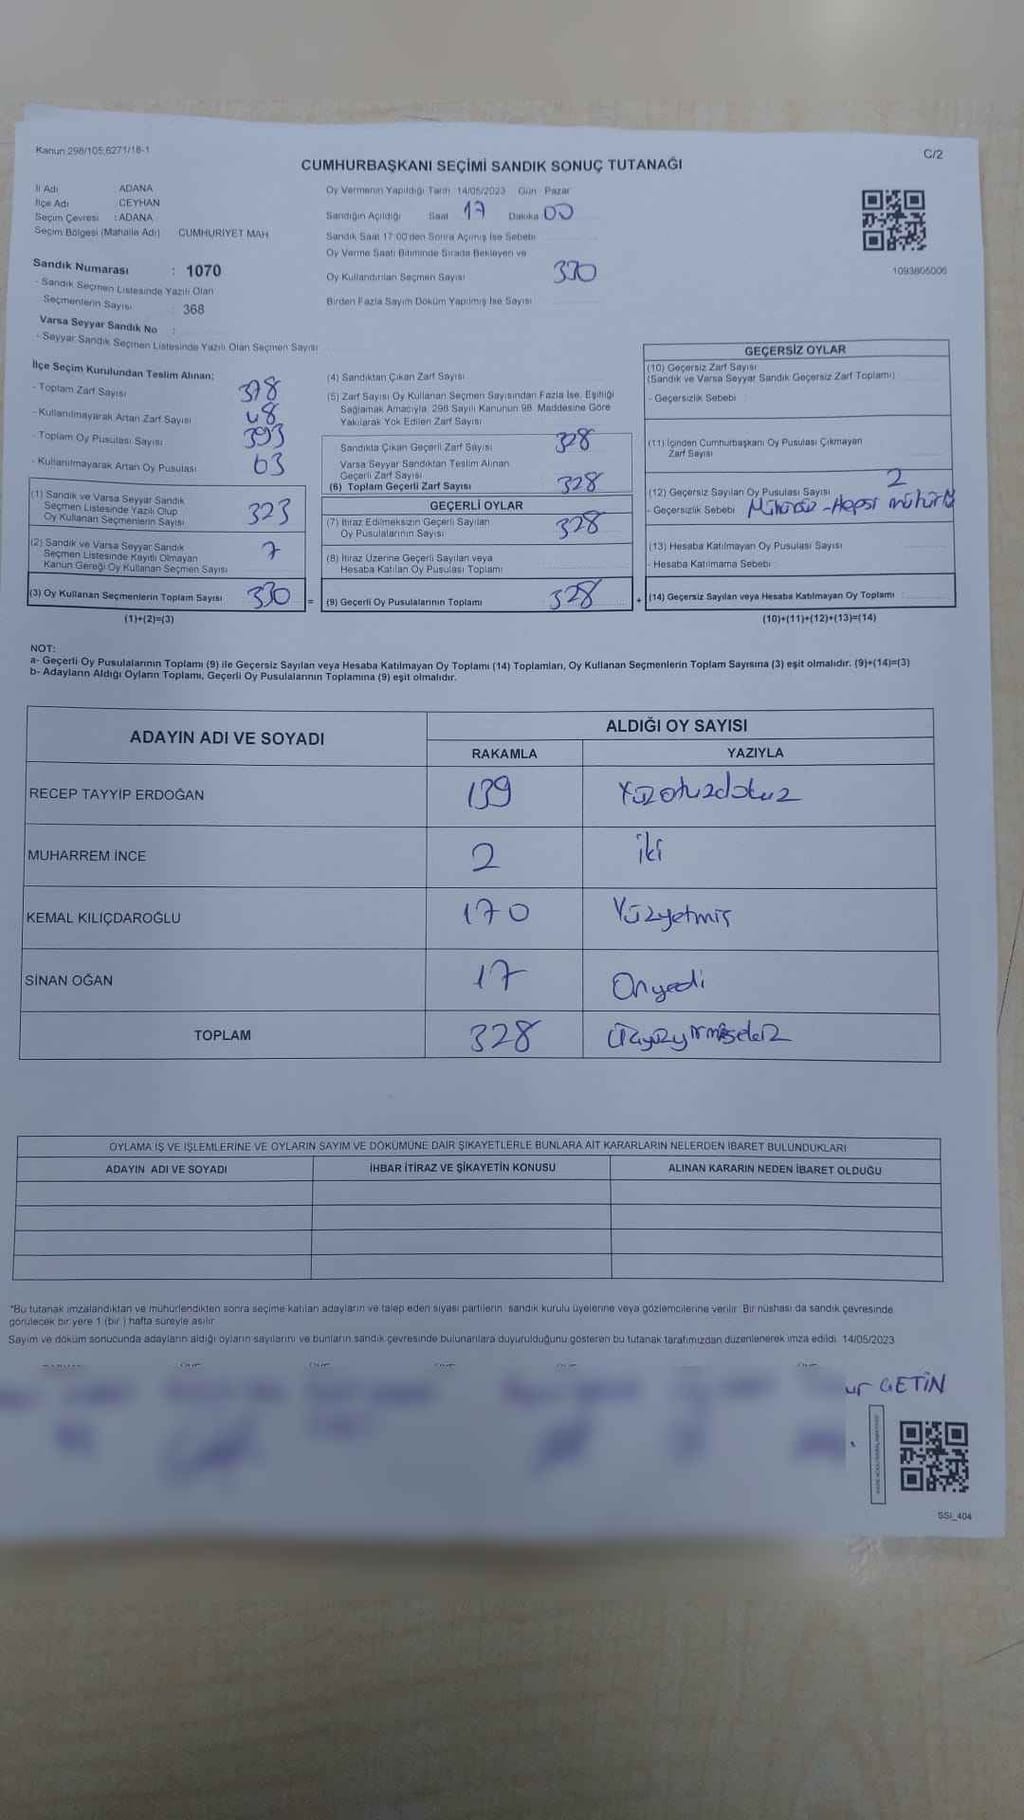 Kanun 298/105,6271/18-1
C/2
CUMHURBAŞKANI SEÇİMİ SANDIK SONUÇ TUTANAĞI
İl Adı : ADANA
İlçe Adı : CEYHAN
Seçim Çevresi : ADANA
Seçim Bölgesi (Mahalle Adı) CUMHURİYET MAH
Sandık Numarası : 1070
- Sandık Seçmen Listesinde Yazılı Olan
Seçmenlerin Sayısı : 368
Varsa Seyyar Sandık No :
- Seyyar Sandık Seçmen Listesinde Yazılı Olan Seçmen Sayısı
Oy Vermenin Yapıldığı Tarih 14/05/2023 Gün : Pazar
Sandığın Açıldığı Saat 17 Dakika 00
Sandık Saat 17:00'den Sonra Açılmış İse Sebebi
Oy Verme Saati Bitiminde Sırada Bekleyen ve
Oy Kullandırılan Seçmen Sayısı 330
Birden Fazla Sayım Döküm Yapılmış İse Sayısı
1093805006
İlçe Seçim Kurulundan Teslim Alınan;
- Toplam Zarf Sayısı 378
- Kullanılmayarak Artan Zarf Sayısı 48
- Toplam Oy Pusulası Sayısı 393
- Kullanılmayarak Artan Oy Pusulası 63
(1) Sandık ve Varsa Seyyar Sandık
Seçmen Listesinde Yazılı Olup
Oy Kullanan Seçmenlerin Sayısı 323
(2) Sandık ve Varsa Seyyar Sandık
Seçmen Listesinde Kayıtlı Olmayan
Kanun Gereği Oy Kullanan Seçmen Sayısı 7
(3) Oy Kullanan Seçmenlerin Toplam Sayısı 330
(1)+(2)=(3)
(4) Sandıktan Çıkan Zarf Sayısı
(5) Zarf Sayısı Oy Kullanan Seçmen Sayısından Fazla İse, Eşitliği
Sağlamak Amacıyla, 298 Sayılı Kanunun 98. Maddesine Göre
Yakılarak Yok Edilen Zarf Sayısı
Sandıkta Çıkan Geçerli Zarf Sayısı 328
Varsa Seyyar Sandıktan Teslim Alınan
Geçerli Zarf Sayısı
(6) Toplam Geçerli Zarf Sayısı 328
GEÇERLİ OYLAR
(7) İtiraz Edilmeksizin Geçerli Sayılan
Oy Pusulalarının Sayısı 328
(8) İtiraz Üzerine Geçerli Sayılan veya
Hesaba Katılan Oy Pusulası Toplamı
= (9) Geçerli Oy Pusulalarının Toplamı 328
GEÇERSİZ OYLAR
(10) Geçersiz Zarf Sayısı
(Sandık ve Varsa Seyyar Sandık Geçersiz Zarf Toplamı)
- Geçersizlik Sebebi
(11) İçinden Cumhurbaşkanı Oy Pusulası Çıkmayan
Zarf Sayısı
(12) Geçersiz Sayılan Oy Pusulası Sayısı 2
- Geçersizlik Sebebi Mühürsüz - Hepsi mühürlü
(13) Hesaba Katılmayan Oy Pusulası Sayısı
- Hesaba Katılmama Sebebi
+ (14) Geçersiz Sayılan veya Hesaba Katılmayan Oy Toplamı
(10)+(11)+(12)+(13)=(14)
NOT:
a- Geçerli Oy Pusulalarının Toplamı (9) ile Geçersiz Sayılan veya Hesaba Katılmayan Oy Toplamı (14) Toplamları, Oy Kullanan Seçmenlerin Toplam Sayısına (3) eşit olmalıdır. (9)+(14)=(3)
b- Adayların Aldığı Oyların Toplamı, Geçerli Oy Pusulalarının Toplamına (9) eşit olmalıdır.
ADAYIN ADI VE SOYADI
ALDIĞI OY SAYISI
RAKAMLA YAZIYLA
RECEP TAYYİP ERDOĞAN 139 Yüzotuzdokuz
MUHARREM İNCE 2 iki
KEMAL KILIÇDAROĞLU 170 Yüzyetmiş
SİNAN OĞAN 17 Onyedi
TOPLAM 328 Üçyüzyirmisekiz
OYLAMA İŞ VE İŞLEMLERİNE VE OYLARIN SAYIM VE DÖKÜMÜNE DAİR ŞİKAYETLERLE BUNLARA AİT KARARLARIN NELERDEN İBARET BULUNDUKLARI
ADAYIN ADI VE SOYADI İHBAR İTİRAZ VE ŞİKAYETİN KONUSU ALINAN KARARIN NEDEN İBARET OLDUĞU
*Bu tutanak imzalandıktan ve mühürlendikten sonra seçime katılan adayların ve talep eden siyasi partilerin sandık kurulu üyelerine veya gözlemcilerine verilir. Bir nüshası da sandık çevresinde
görülecek bir yere 1 (bir ) hafta süreyle asılır.
Sayım ve döküm sonucunda adayların aldığı oyların sayılarını ve bunların sandık çevresinde bulunanlara duyurulduğunu gösteren bu tutanak tarafımızdan düzenlenerek imza edildi. 14/05/2023
ur ÇETİN
SSİ_404